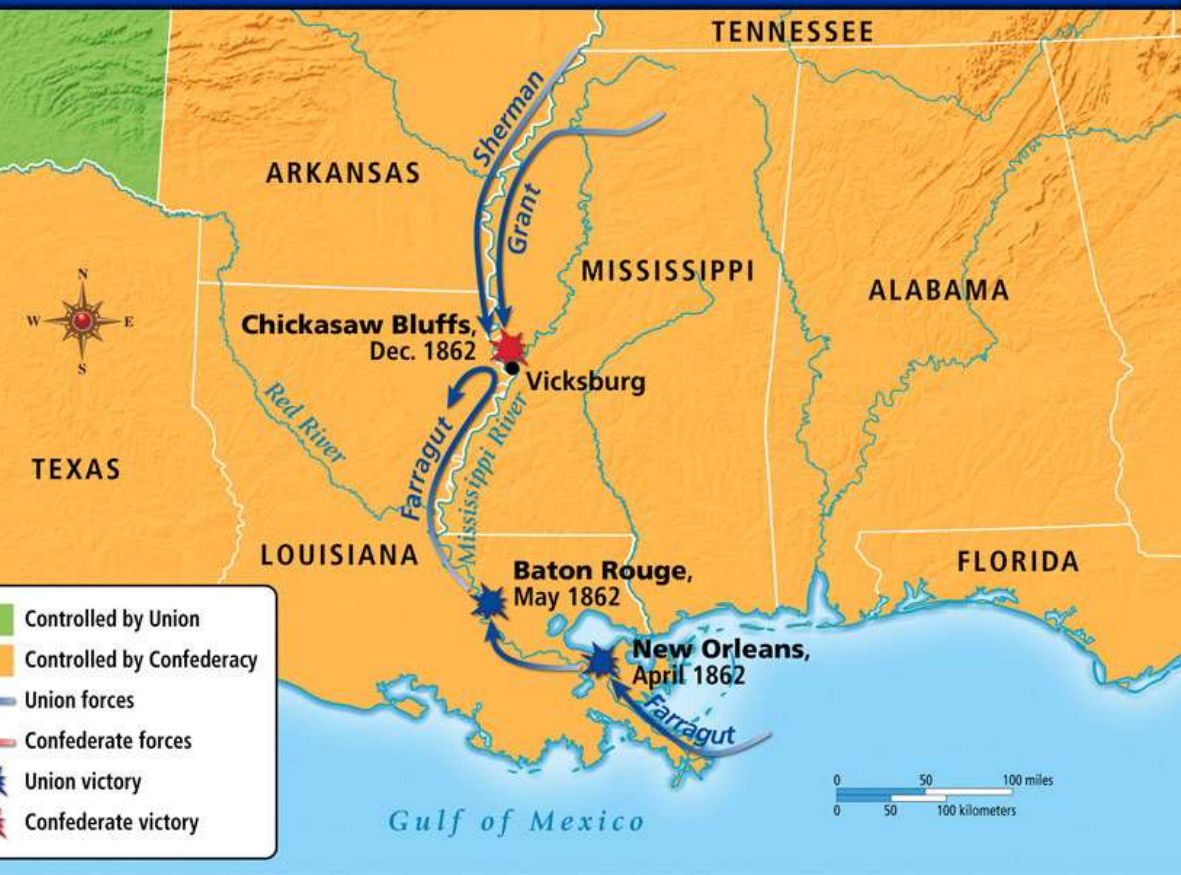 TENNESSEE
Sherman
ARKANSAS
Grant
MISSISSIPPI
ALABAMA
N
W
E
S
Chickasaw Bluffs,
Dec. 1862
Vicksburg
Red River
Farragut
Mississippi River
TEXAS
LOUISIANA
FLORIDA
Baton Rouge,
May 1862
New Orleans,
April 1862
Farragut
Controlled by Union
Controlled by Confederacy
Union forces
Confederate forces
Union victory
Confederate victory
0 50 100 miles
0 50 100 kilometers
Gulf of Mexico